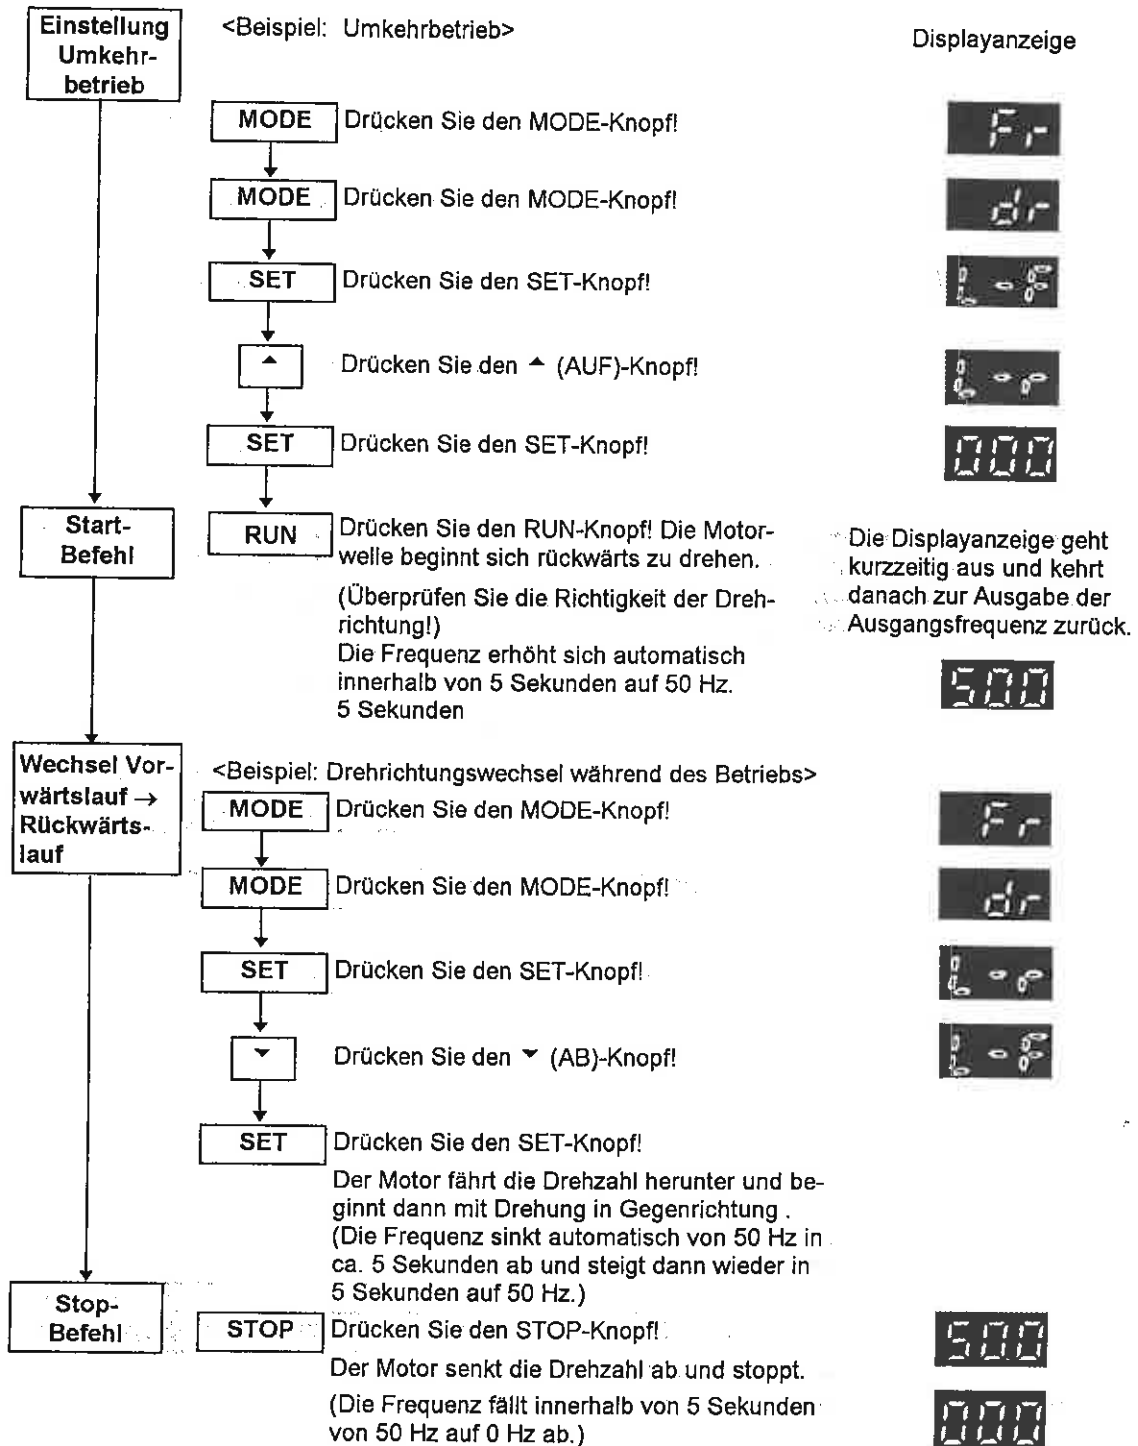 Einstellung
Umkehr-
betrieb
<Beispiel: Umkehrbetrieb>
Displayanzeige
MODE Drücken Sie den MODE-Knopf!
Fr
MODE Drücken Sie den MODE-Knopf!
dr
SET Drücken Sie den SET-Knopf!
L-F
Drücken Sie den ▲ (AUF)-Knopf!
L-r
SET Drücken Sie den SET-Knopf!
000
Start-
Befehl
RUN Drücken Sie den RUN-Knopf! Die Motor-
welle beginnt sich rückwärts zu drehen.
(Überprüfen Sie die Richtigkeit der Dreh-
richtung!)
Die Frequenz erhöht sich automatisch
innerhalb von 5 Sekunden auf 50 Hz.
5 Sekunden
Die Displayanzeige geht
kurzzeitig aus und kehrt
danach zur Ausgabe der
Ausgangsfrequenz zurück.
500
Wechsel Vor-
wärtslauf →
Rückwärts-
lauf
<Beispiel: Drehrichtungswechsel während des Betriebs>
MODE Drücken Sie den MODE-Knopf!
Fr
MODE Drücken Sie den MODE-Knopf!
dr
SET Drücken Sie den SET-Knopf!
L-r
Drücken Sie den ▼ (AB)-Knopf!
L-F
SET Drücken Sie den SET-Knopf!
Der Motor fährt die Drehzahl herunter und be-
ginnt dann mit Drehung in Gegenrichtung .
(Die Frequenz sinkt automatisch von 50 Hz in
ca. 5 Sekunden ab und steigt dann wieder in
5 Sekunden auf 50 Hz.)
Stop-
Befehl
STOP Drücken Sie den STOP-Knopf!
500
Der Motor senkt die Drehzahl ab und stoppt.
(Die Frequenz fällt innerhalb von 5 Sekunden
von 50 Hz auf 0 Hz ab.)
000